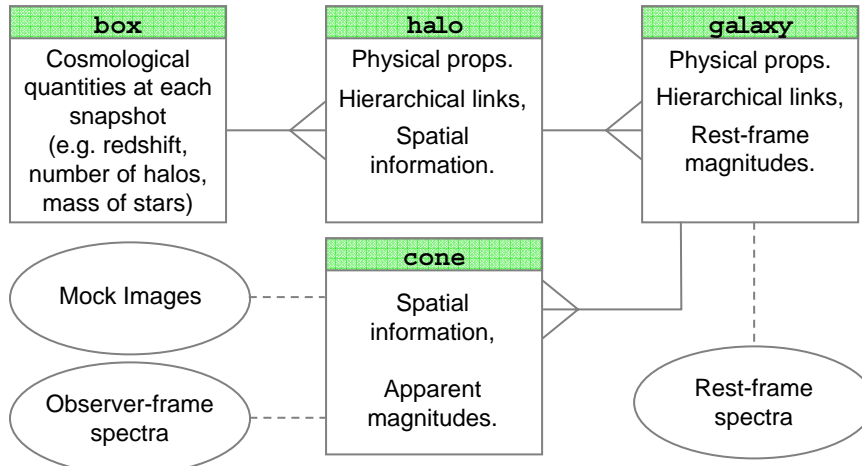 box
Cosmological
quantities at each
snapshot
(e.g. redshift,
number of halos,
mass of stars)
halo
Physical props.
Hierarchical links,
Spatial
information.
galaxy
Physical props.
Hierarchical links,
Rest-frame
magnitudes.
cone
Spatial
information,
Apparent
magnitudes.
Mock Images
Observer-frame
spectra
Rest-frame
spectra